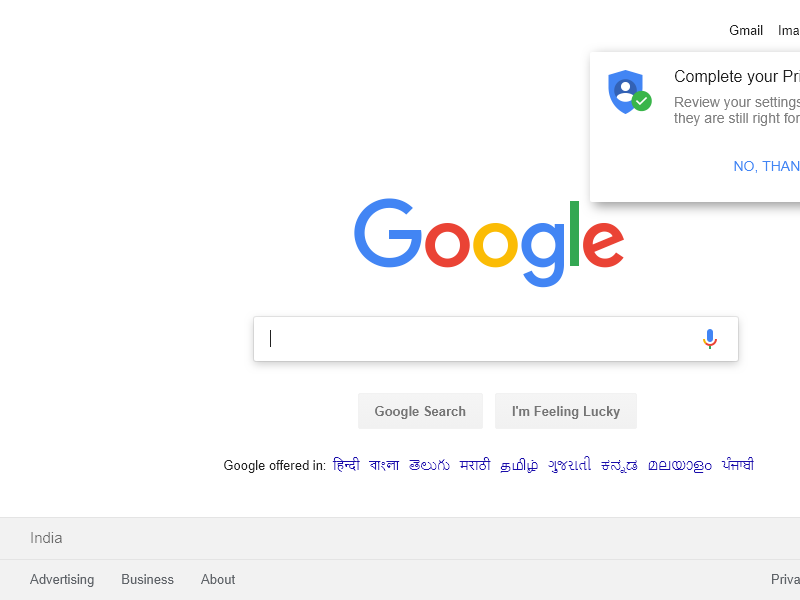 Gmail Ima
Complete your Pri
Review your settings
they are still right for
NO, THAN
Google
Google Search I'm Feeling Lucky
Google offered in: हिन्दी বাংলা తెలుగు मराठी தமிழ் ગુજરાતી ಕನ್ನಡ മലയാളം ਪੰਜਾਬੀ
India
Advertising Business About Priva